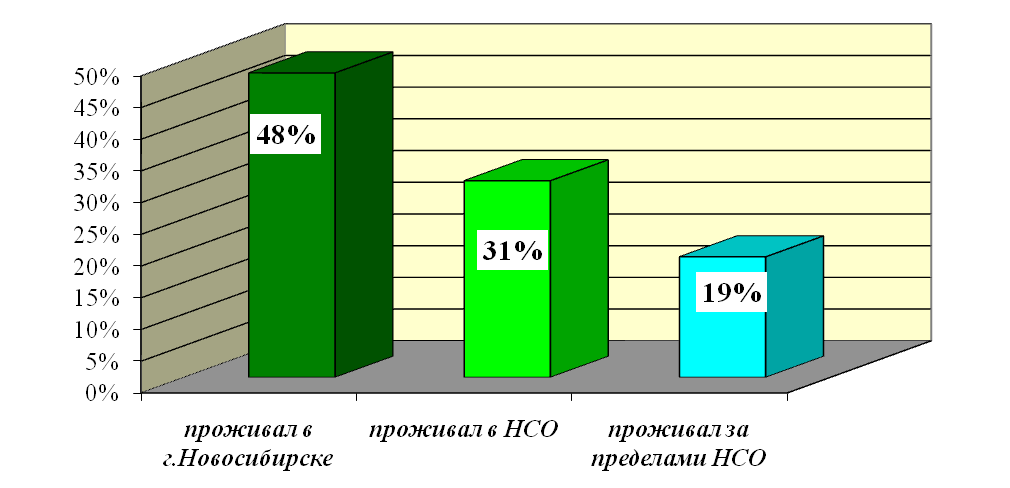 50%
45%
40%
35%
30%
25%
20%
15%
10%
5%
0%
48%
31%
19%
проживал в
г.Новосибирске
проживал в НСО
проживал за
пределами НСО